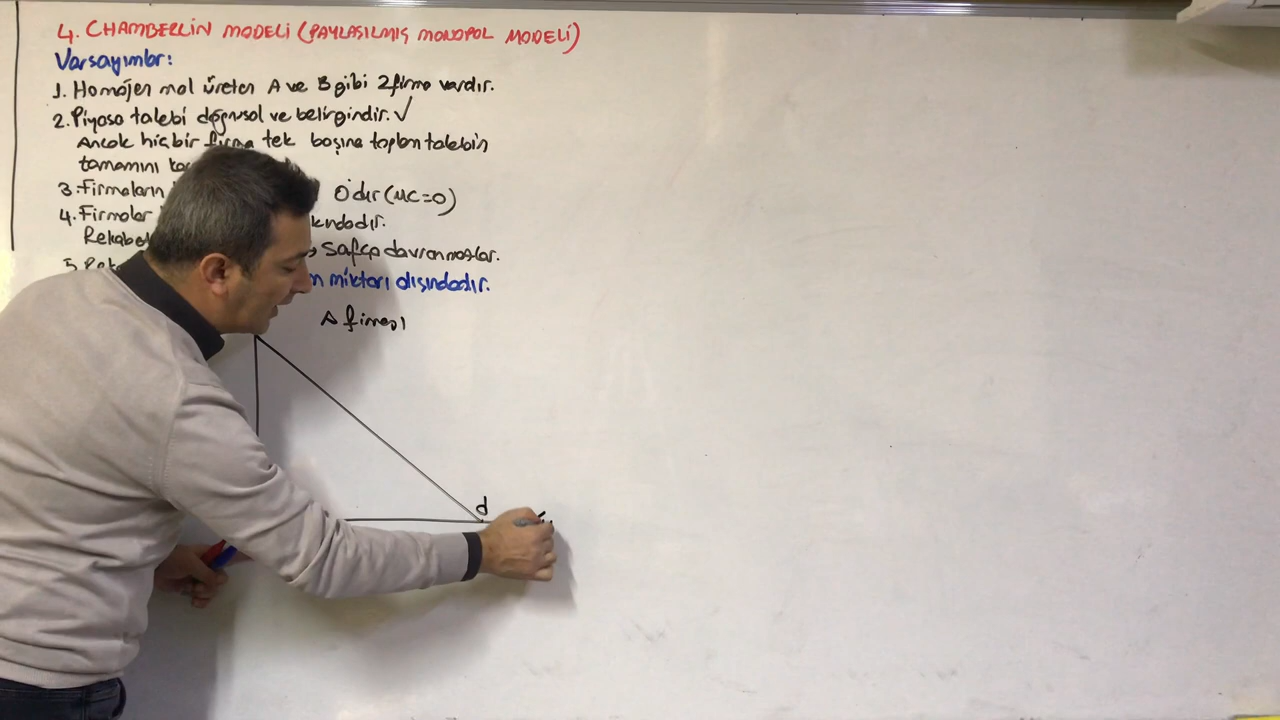 4. CHAMBERLİN MODELİ (PAYLAŞILMIŞ MONOPOL MODELİ)
Varsayımlar:
1. Homojen mal üreten A ve B gibi 2 firma vardır.
2. Piyasa talebi doğrusal ve belirgindir. ✓
Ancak hiçbir firma tek başına toplam talebin
tamamını
3. Firmaların 0'dır (MC=0)
4. Firmalar
Rekabet Safça davranmazlar.
5.
miktarı dışındadır.
A firması
d